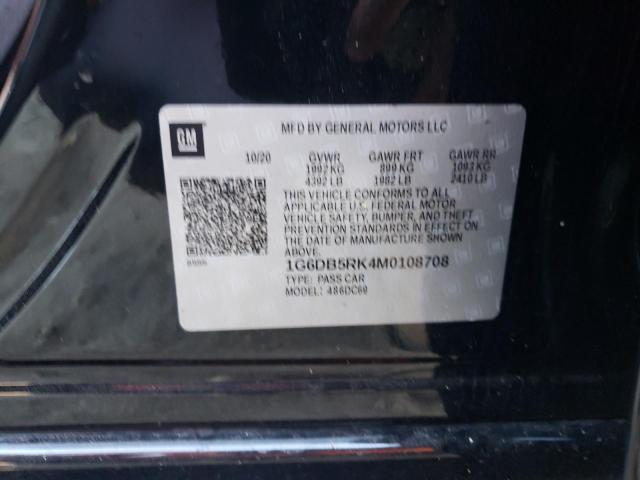 GM
MFD BY GENERAL MOTORS LLC
10/20 GVWR GAWR FRT GAWR RR
1992 KG 899 KG 1093 KG
4392 LB 1982 LB 2410 LB
THIS VEHICLE CONFORMS TO ALL
APPLICABLE U.S. FEDERAL MOTOR
VEHICLE SAFETY, BUMPER, AND THEFT
PREVENTION STANDARDS IN EFFECT
ON THE DATE OF MANUFACTURE SHOWN
ABOVE.
1G6DB5RK4M0108708
TYPE: PASS CAR
MODEL: 4S6DC69